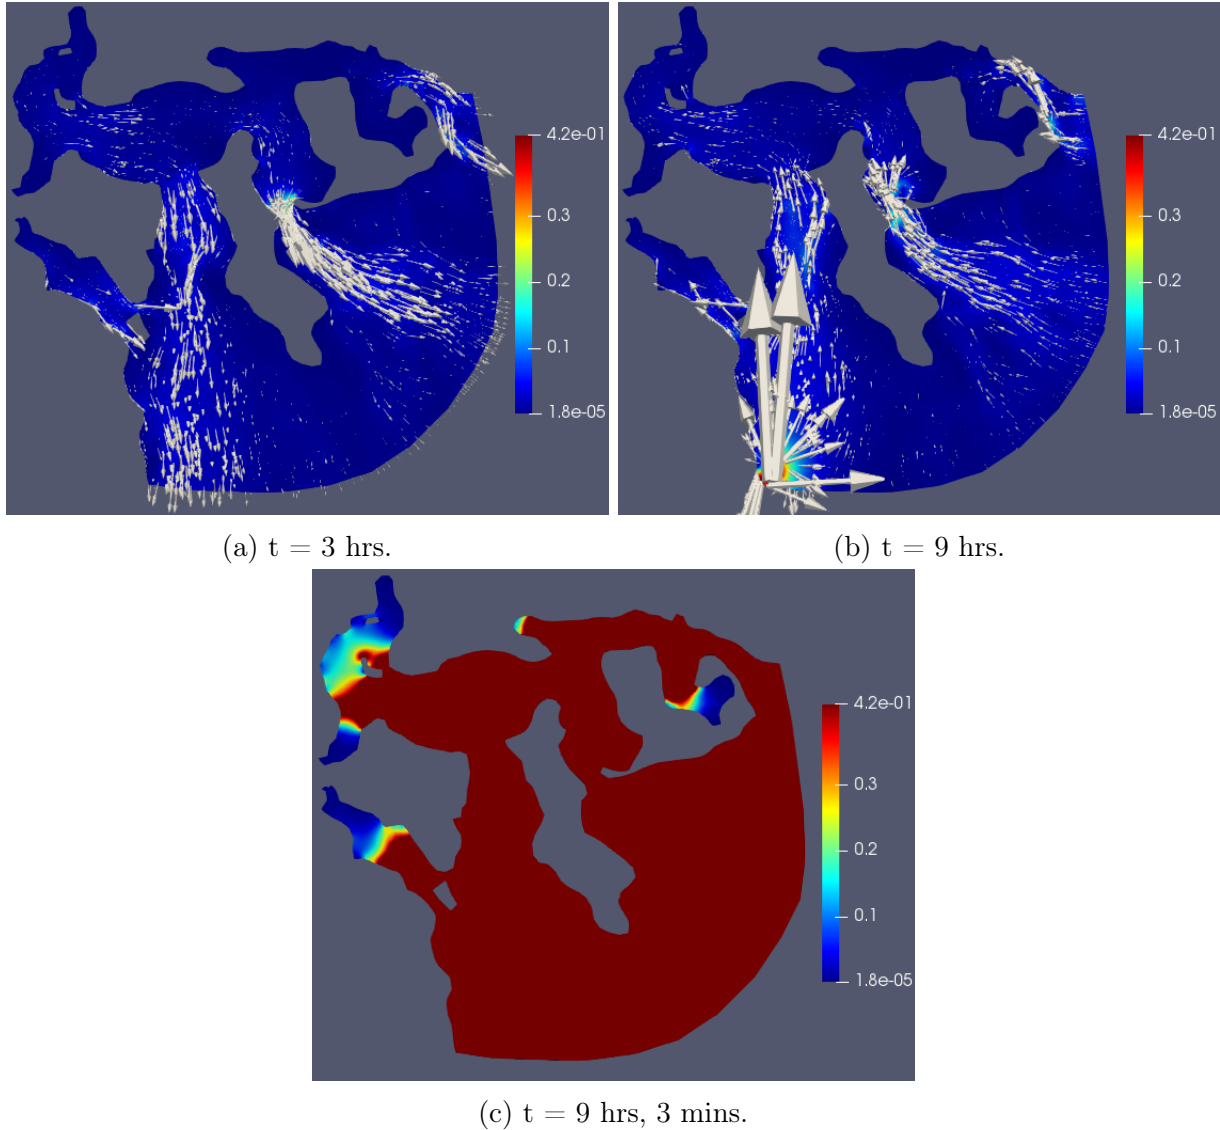 4.2e-01
0.3
0.2
0.1
1.8e-05
4.2e-01
0.3
0.2
0.1
1.8e-05
(a) t = 3 hrs.
(b) t = 9 hrs.
4.2e-01
0.3
0.2
0.1
1.8e-05
(c) t = 9 hrs, 3 mins.